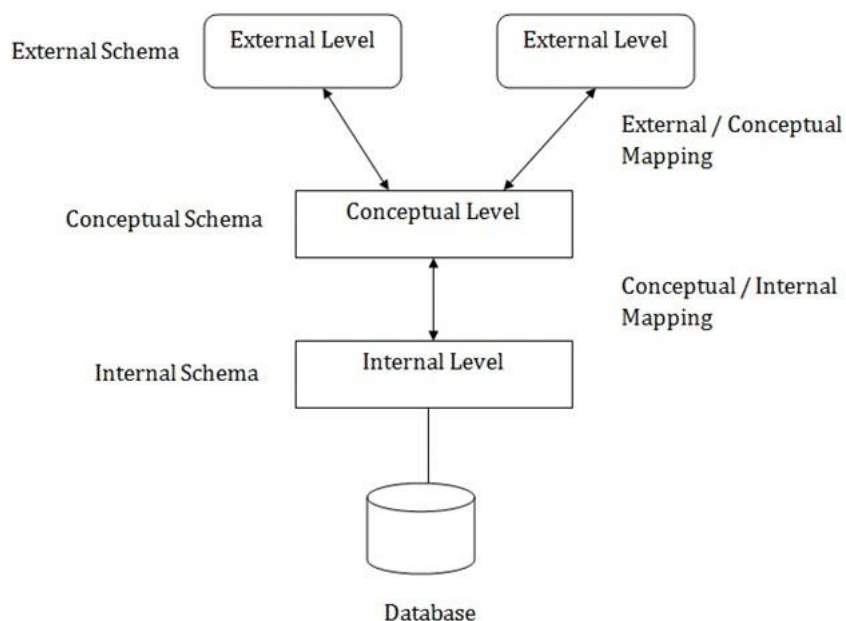 External Schema
External Level
External Level
External / Conceptual
Mapping
Conceptual Schema
Conceptual Level
Conceptual / Internal
Mapping
Internal Schema
Internal Level
Database